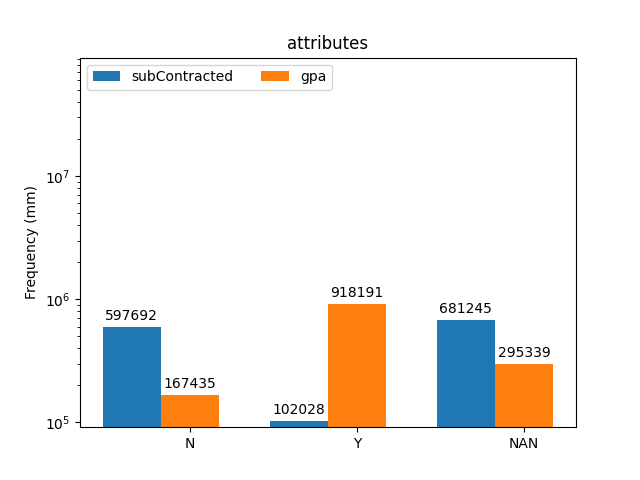 attributes
subContracted gpa
Frequency (mm)
10^7
10^6
10^5
597692
167435
102028
918191
681245
295339
N Y NAN